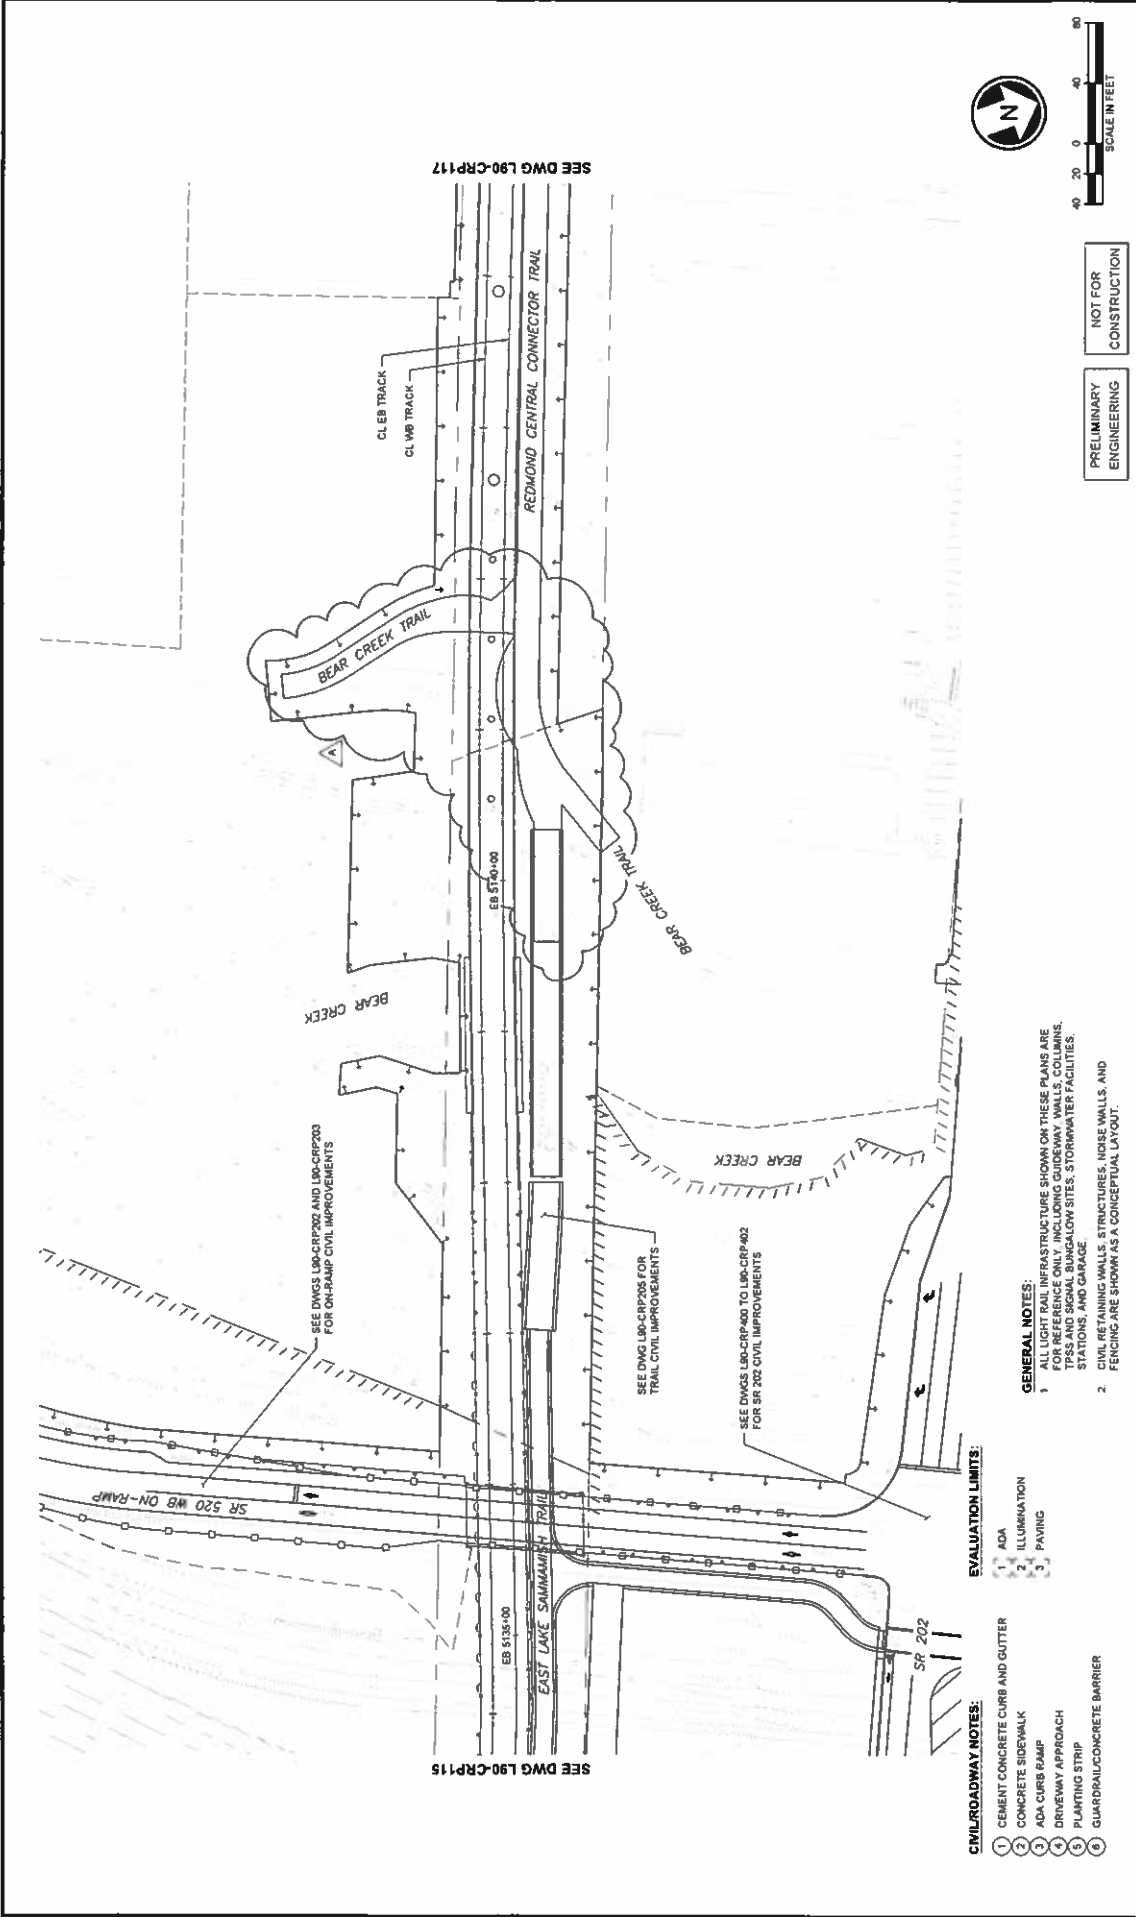 SEE DWG L90-CRP115
SEE DWG L90-CRP117
SR 520 WB ON-RAMP
SEE DWGS L90-CRP202 AND L90-CRP203
FOR ON-RAMP CIVIL IMPROVEMENTS
BEAR CREEK
A
BEAR CREEK TRAIL
CL EB TRACK
CL WB TRACK
EB 5135+00
EB 5140+00
EAST LAKE SAMMAMISH TRAIL
REDMOND CENTRAL CONNECTOR TRAIL
BEAR CREEK TRAIL
SEE DWG L90-CRP205 FOR
TRAIL CIVIL IMPROVEMENTS
BEAR CREEK
SEE DWGS L90-CRP400 TO L90-CRP402
FOR SR 202 CIVIL IMPROVEMENTS
SR 202
CIVIL/ROADWAY NOTES:
1 CEMENT CONCRETE CURB AND GUTTER
2 CONCRETE SIDEWALK
3 ADA CURB RAMP
4 DRIVEWAY APPROACH
5 PLANTING STRIP
6 GUARDRAIL/CONCRETE BARRIER
EVALUATION LIMITS:
1 ADA
2 ILLUMINATION
3 PAVING
GENERAL NOTES:
1 ALL LIGHT RAIL INFRASTRUCTURE SHOWN ON THESE PLANS ARE
FOR REFERENCE ONLY, INCLUDING GUIDEWAY, WALLS, COLUMNS,
TPSS AND SIGNAL BUNGALOW SITES, STORMWATER FACILITIES,
STATIONS, AND GARAGE.
2. CIVIL RETAINING WALLS, STRUCTURES, NOISE WALLS, AND
FENCING ARE SHOWN AS A CONCEPTUAL LAYOUT.
PRELIMINARY
ENGINEERING
NOT FOR
CONSTRUCTION
N
40 20 0 40 80
SCALE IN FEET